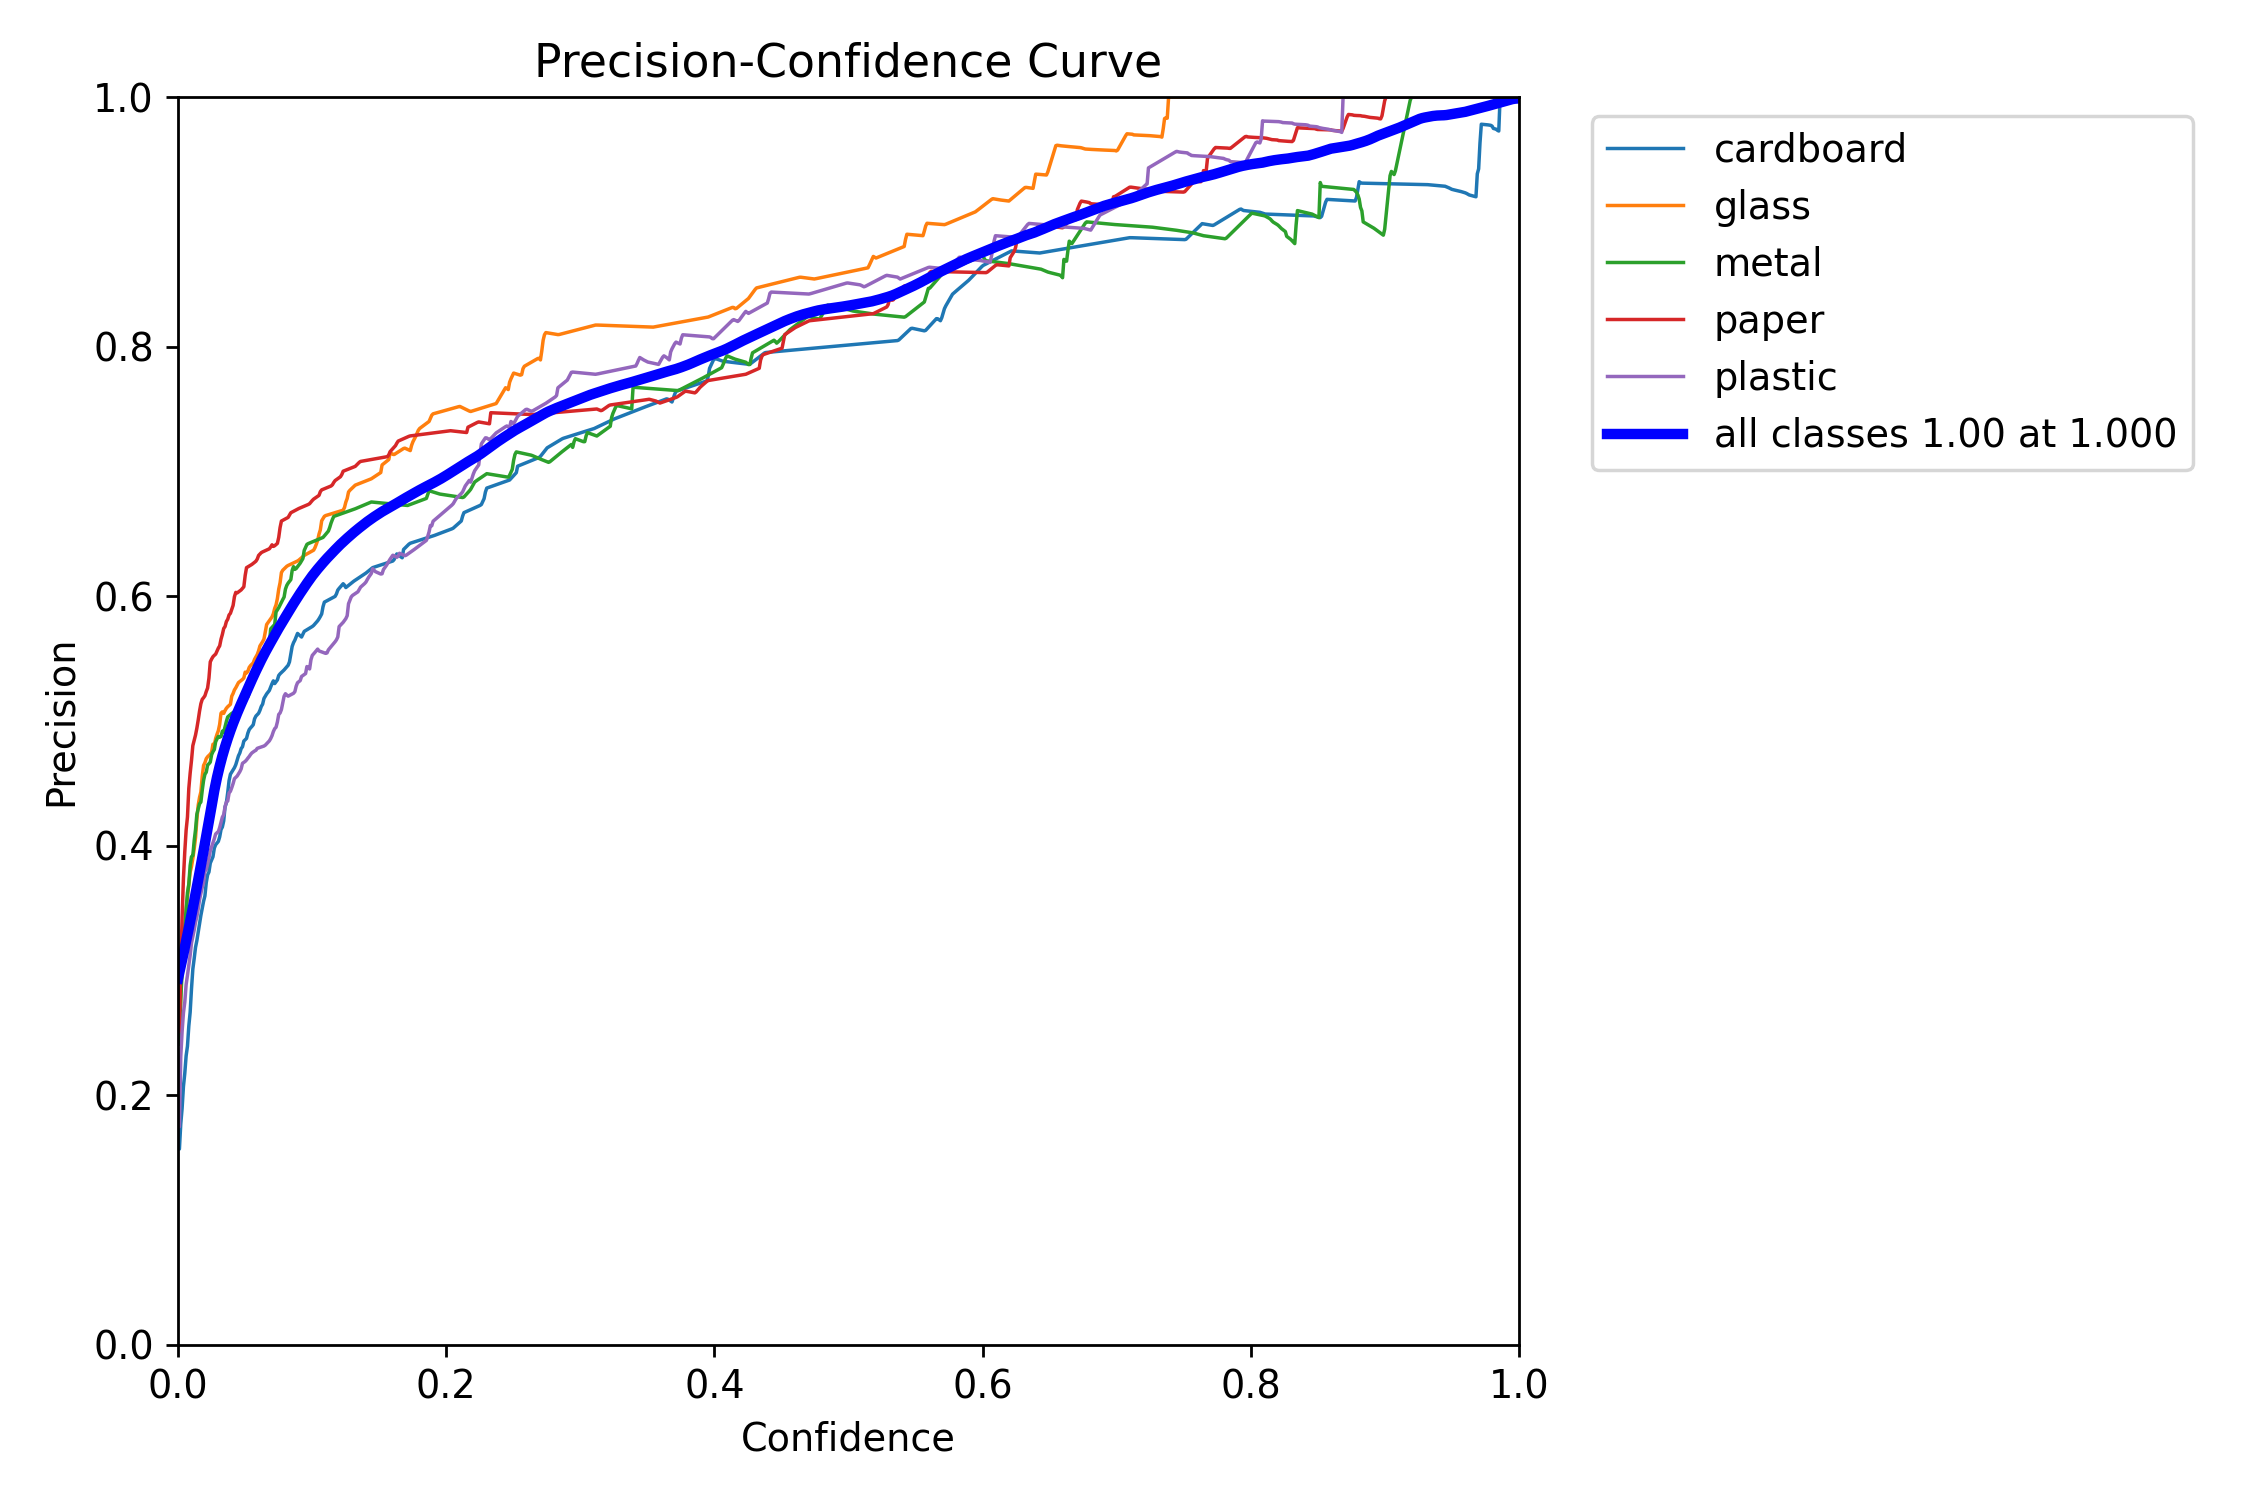 Precision-Confidence Curve
1.0
0.8
0.6
0.4
0.2
0.0
Precision
0.0 0.2 0.4 0.6 0.8 1.0
Confidence
cardboard
glass
metal
paper
plastic
all classes 1.00 at 1.000